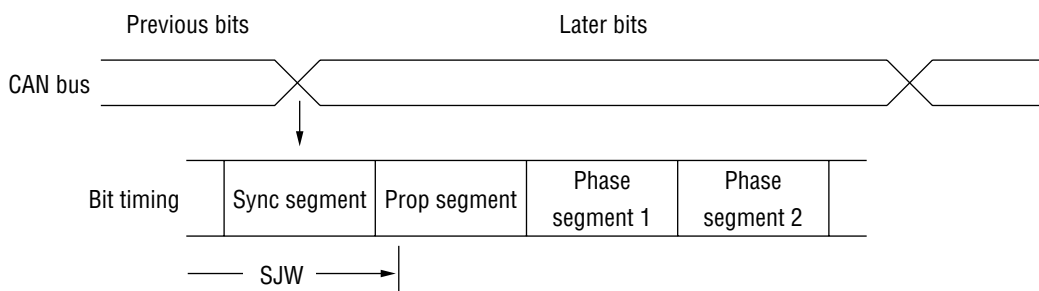 Previous bits
Later bits
CAN bus
Bit timing
Sync segment
Prop segment
Phase
segment 1
Phase
segment 2
SJW